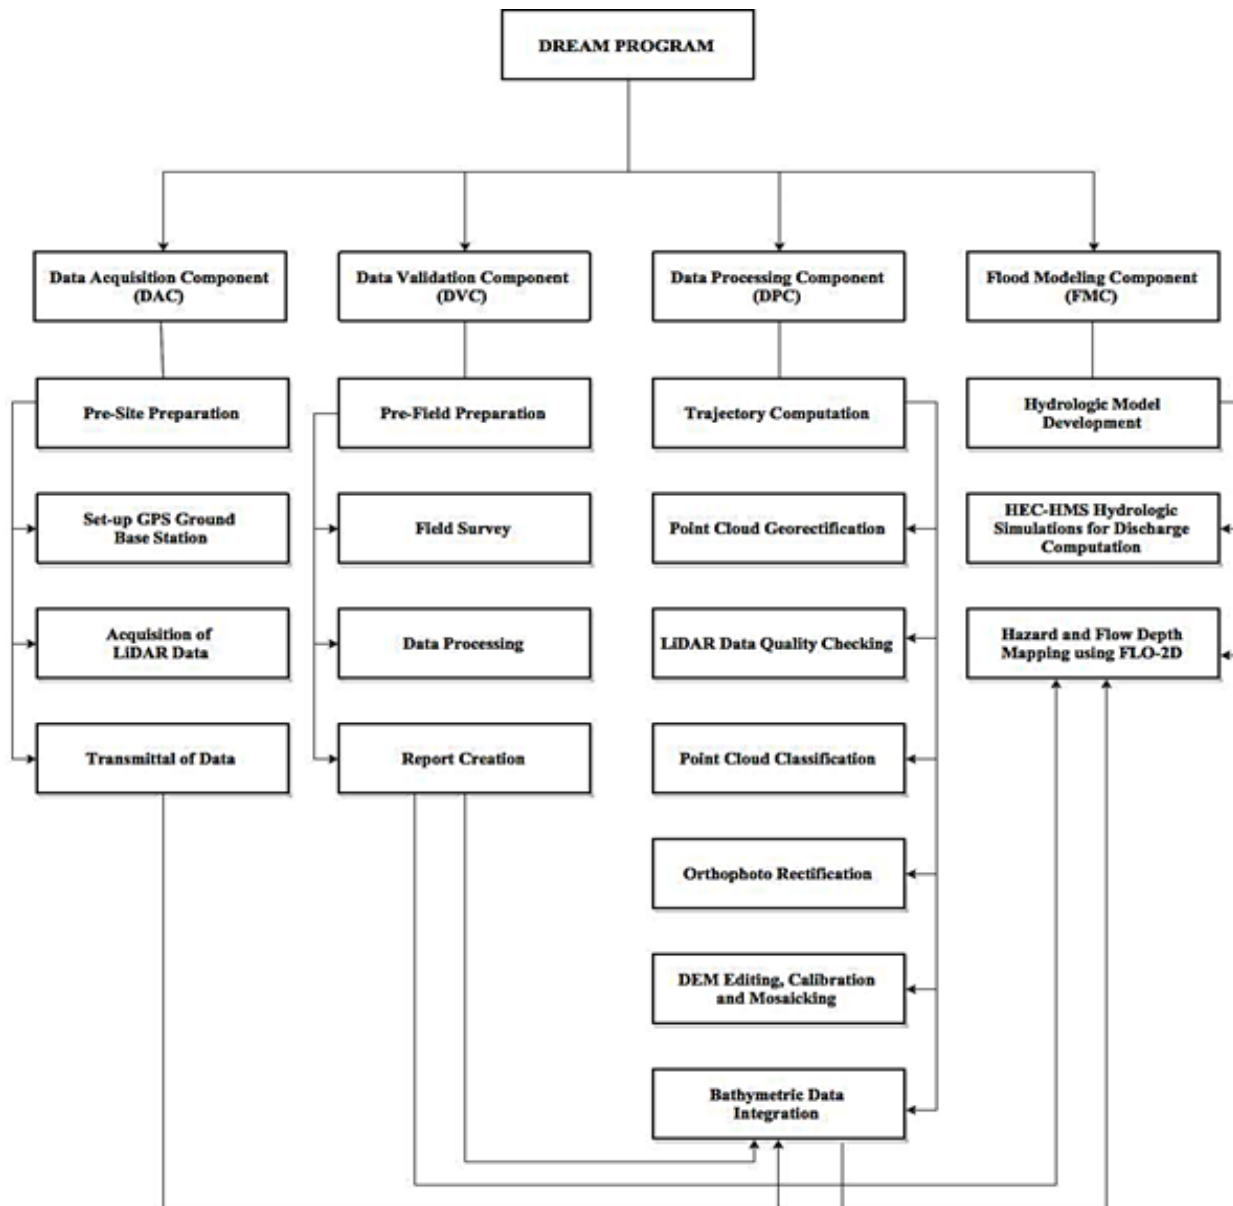 DREAM PROGRAM
Data Acquisition Component
(DAC)
Pre-Site Preparation
Set-up GPS Ground
Base Station
Acquisition of
LiDAR Data
Transmittal of Data
Data Validation Component
(DVC)
Pre-Field Preparation
Field Survey
Data Processing
Report Creation
Data Processing Component
(DPC)
Trajectory Computation
Point Cloud Georectification
LiDAR Data Quality Checking
Point Cloud Classification
Orthophoto Rectification
DEM Editing, Calibration
and Mosaicking
Bathymetric Data
Integration
Flood Modeling Component
(FMC)
Hydrologic Model
Development
HEC-HMS Hydrologic
Simulations for Discharge
Computation
Hazard and Flow Depth
Mapping using FLO-2D